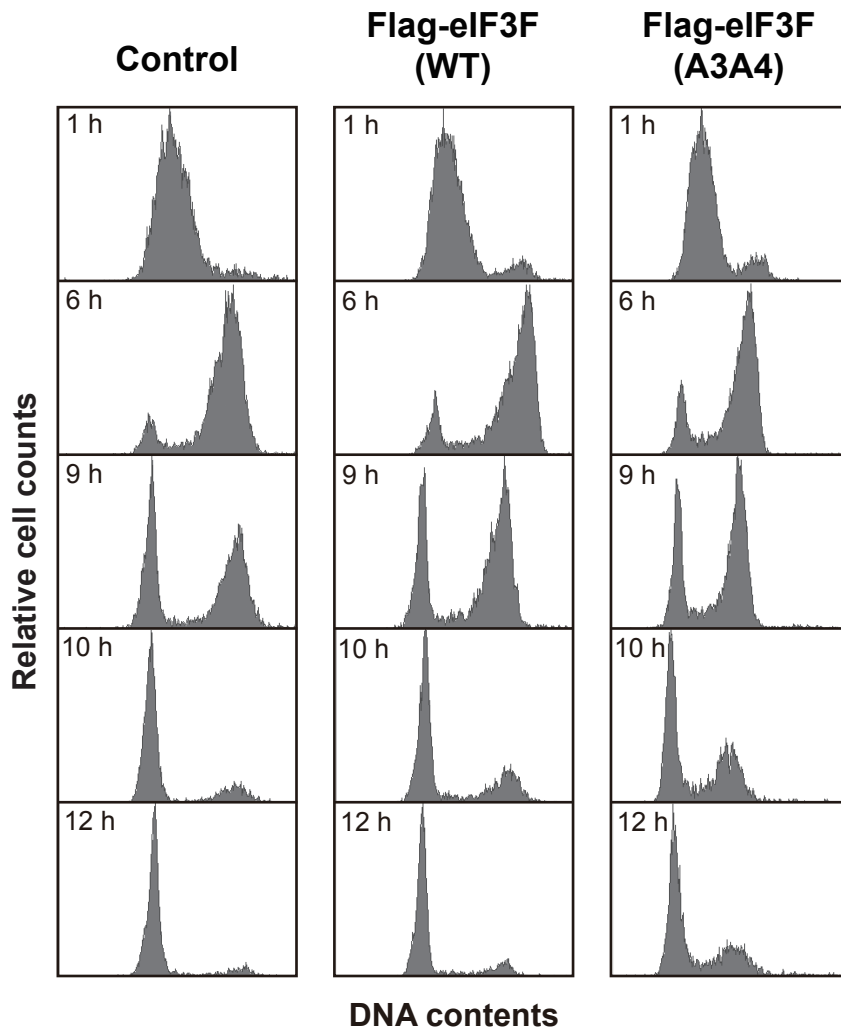 Control
Flag-eIF3F
(WT)
Flag-eIF3F
(A3A4)
1 h
1 h
1 h
6 h
6 h
6 h
9 h
9 h
9 h
10 h
10 h
10 h
12 h
12 h
12 h
Relative cell counts
DNA contents